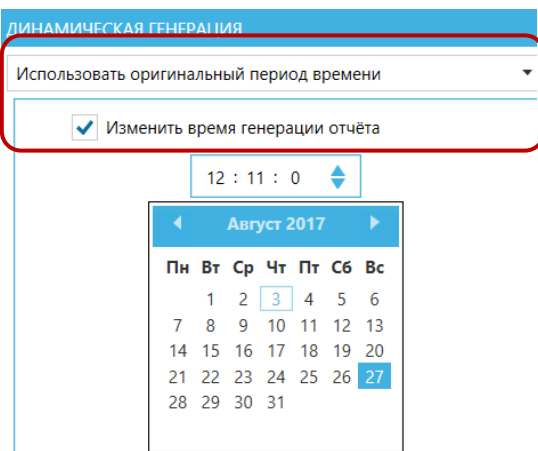 ДИНАМИЧЕСКАЯ ГЕНЕРАЦИЯ
Использовать оригинальный период времени
Изменить время генерации отчёта
12 : 11 : 0
Август 2017
Пн Вт Ср Чт Пт Сб Вс
1 2 3 4 5 6
7 8 9 10 11 12 13
14 15 16 17 18 19 20
21 22 23 24 25 26 27
28 29 30 31